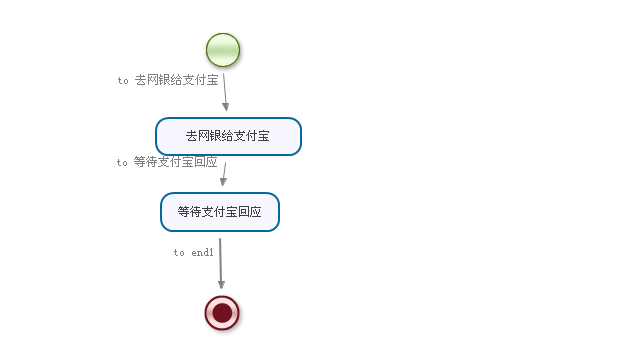 to 去网银给支付宝
去网银给支付宝
to 等待支付宝回应
等待支付宝回应
to end1